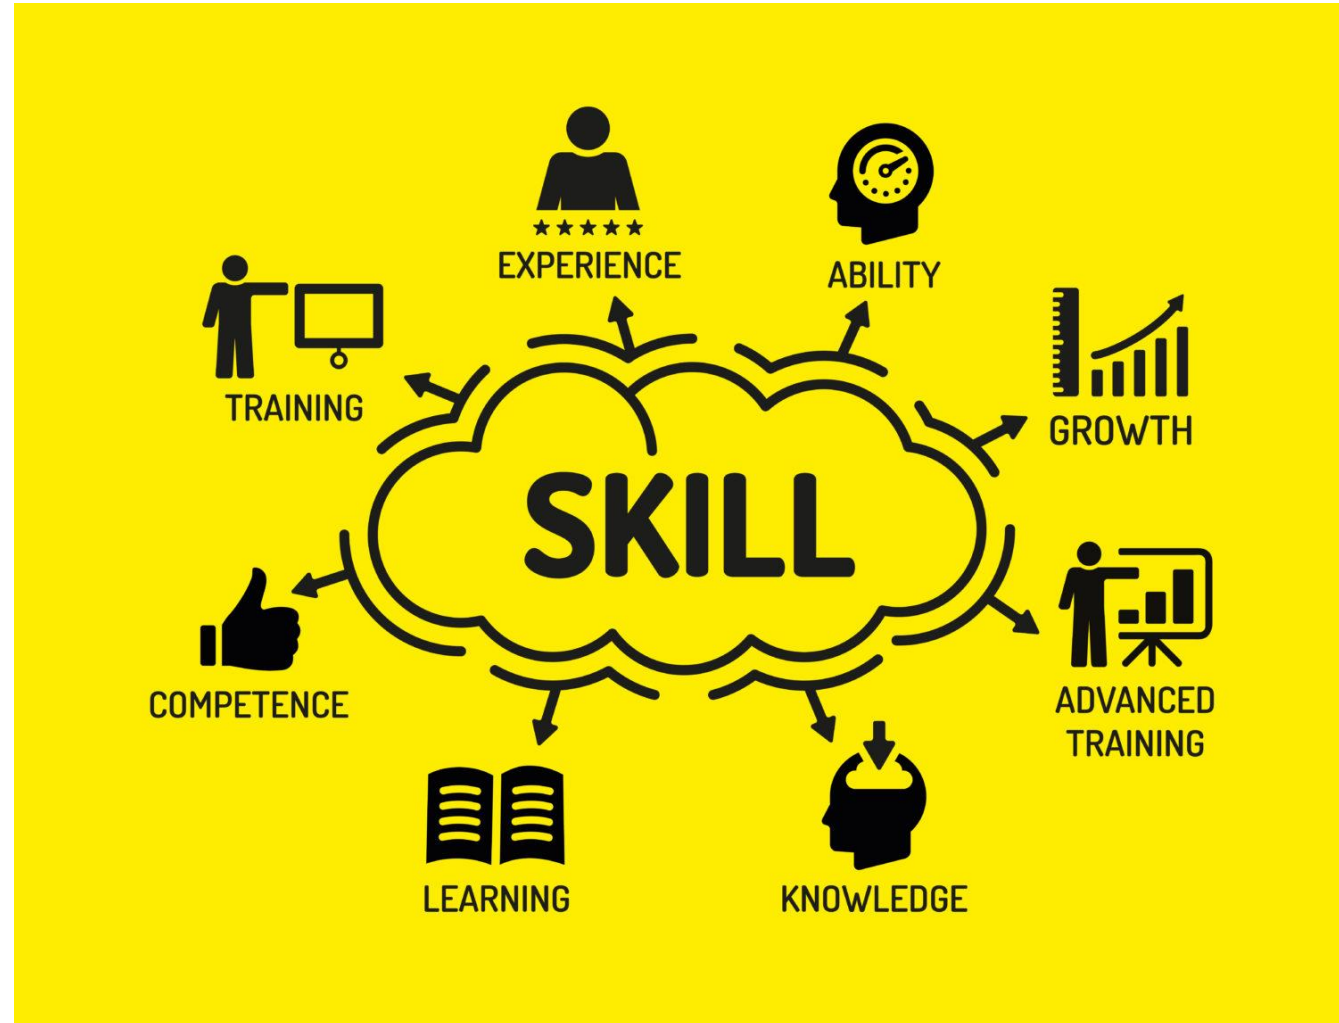 EXPERIENCE
ABILITY
TRAINING
GROWTH
SKILL
COMPETENCE
ADVANCED
TRAINING
LEARNING
KNOWLEDGE